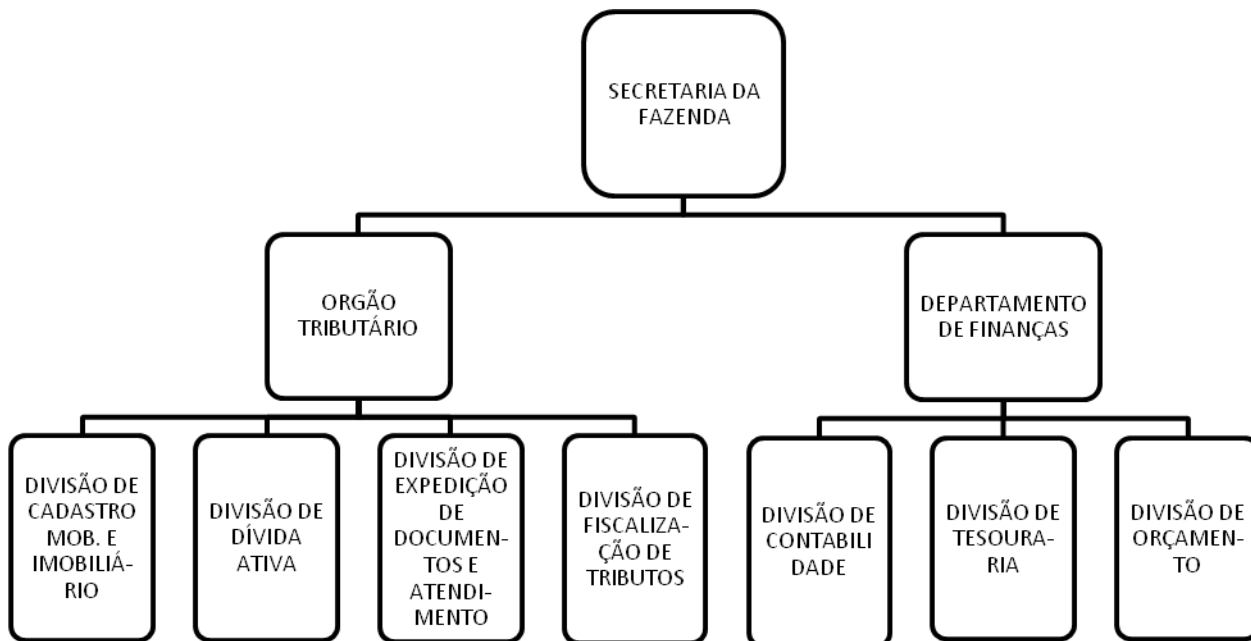 SECRETARIA DA
FAZENDA
ORGÃO
TRIBUTÁRIO
DEPARTAMENTO
DE FINANÇAS
DIVISÃO DE
CADASTRO
MOB. E
IMOBILIÁ-
RIO
DIVISÃO DE
DÍVIDA
ATIVA
DIVISÃO DE
EXPEDIÇÃO
DE
DOCUMEN-
TOS E
ATENDI-
MENTO
DIVISÃO DE
FISCALIZA-
ÇÃO DE
TRIBUTOS
DIVISÃO DE
CONTABILI
DADE
DIVISÃO DE
TESOURA-
RIA
DIVISÃO DE
ORÇAMEN-
TO